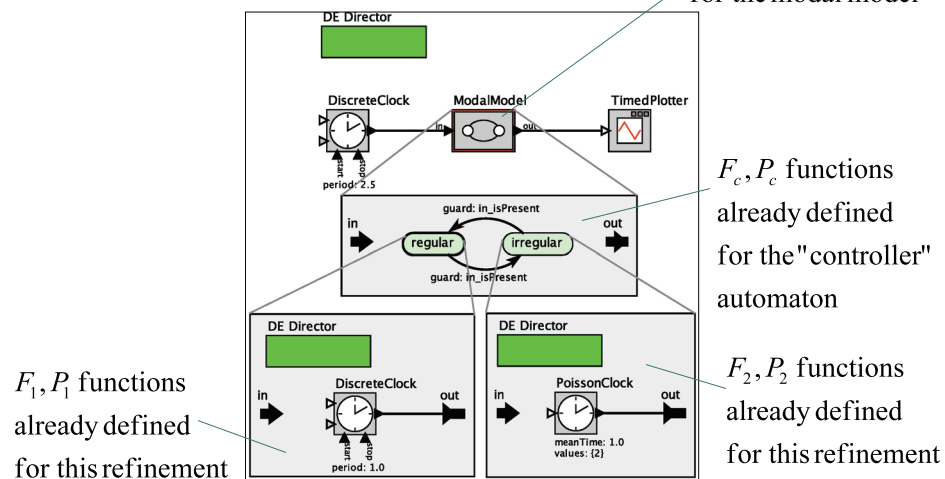 for the modal model
DE Director
DiscreteClock
ModalModel
TimedPlotter
in
out
start
stop
period: 2.5
F_c, P_c functions
already defined
for the "controller"
automaton
guard: in_isPresent
in
out
regular
irregular
guard: in_isPresent
DE Director
DiscreteClock
in
out
start
stop
period: 1.0
DE Director
PoissonClock
in
out
meanTime: 1.0
values: {2}
F_1, P_1 functions
already defined
for this refinement
F_2, P_2 functions
already defined
for this refinement